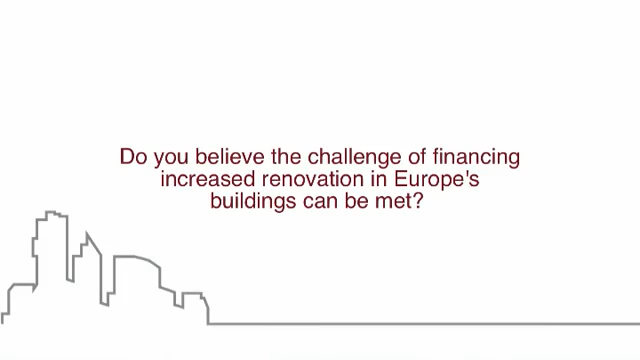 Do you believe the challenge of financing
increased renovation in Europe's
buildings can be met?